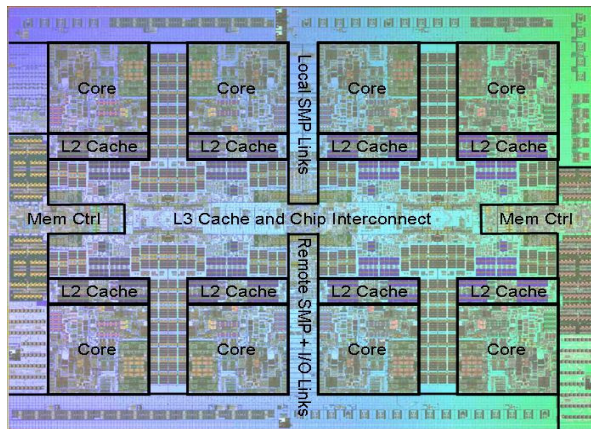 Core
Core
Core
Core
Local SMP Links
L2 Cache
L2 Cache
L2 Cache
L2 Cache
Mem Ctrl
L3 Cache and Chip Interconnect
Mem Ctrl
L2 Cache
L2 Cache
L2 Cache
L2 Cache
Remote SMP + I/O Links
Core
Core
Core
Core